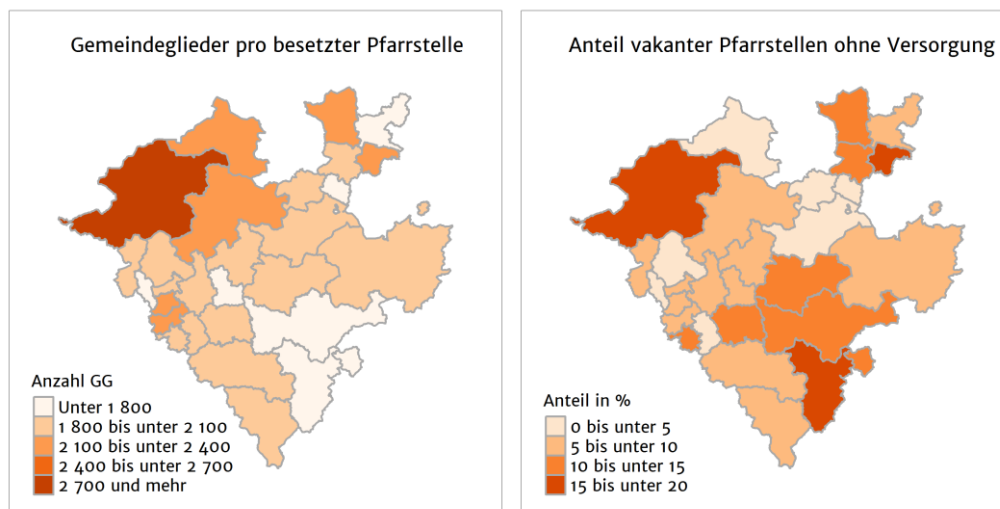 Gemeindeglieder pro besetzter Pfarrstelle
Anzahl GG
Unter 1 800
1 800 bis unter 2 100
2 100 bis unter 2 400
2 400 bis unter 2 700
2 700 und mehr
Anteil vakanter Pfarrstellen ohne Versorgung
Anteil in %
0 bis unter 5
5 bis unter 10
10 bis unter 15
15 bis unter 20